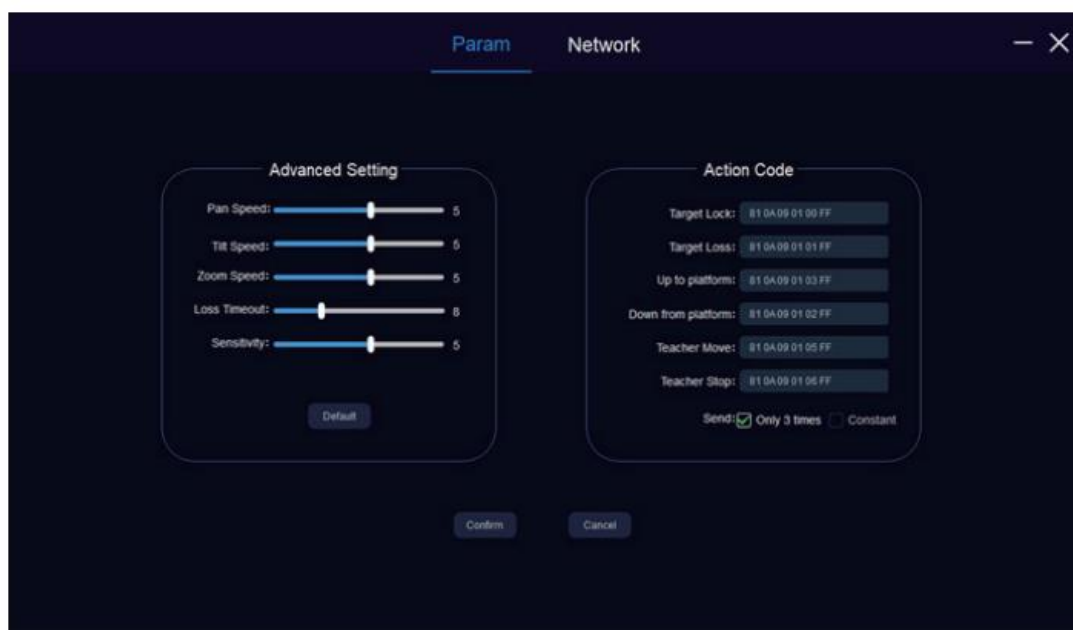 Param Network
Advanced Setting
Pan Speed: 5
Tilt Speed: 5
Zoom Speed: 5
Loss Timeout: 8
Sensitivity: 5
Default
Action Code
Target Lock: 81 0A 09 01 00 FF
Target Loss: 81 0A 09 01 01 FF
Up to platform: 81 0A 09 01 03 FF
Down from platform: 81 0A 09 01 02 FF
Teacher Move: 81 0A 09 01 05 FF
Teacher Stop: 81 0A 09 01 06 FF
Send: Only 3 times Constant
Confirm Cancel